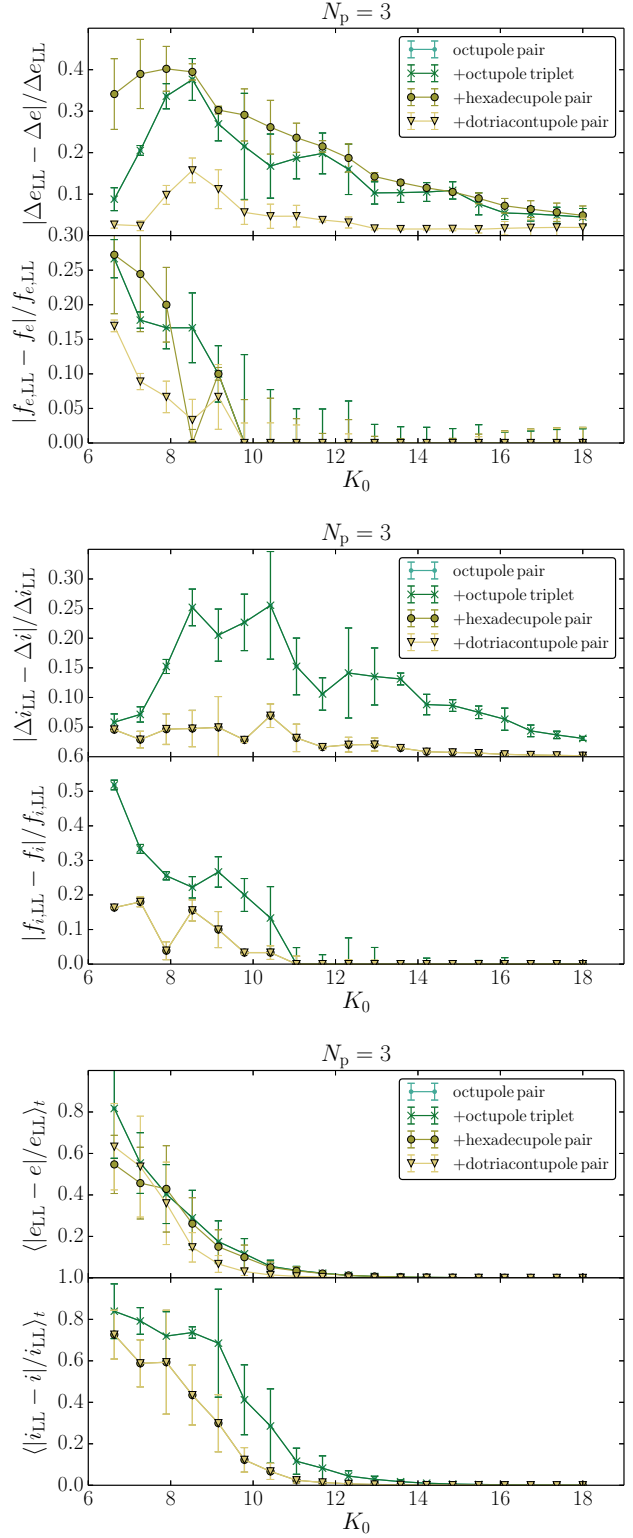 N_p = 3
octupole pair
+octupole triplet
+hexadecupole pair
+dotriacontupole pair
|Δe_LL − Δe|/Δe_LL
0.4
0.3
0.2
0.1
0.30
|f_e,LL − f_e|/f_e,LL
0.25
0.20
0.15
0.10
0.05
0.00
6 8 10 12 14 16 18
K_0
N_p = 3
octupole pair
+octupole triplet
+hexadecupole pair
+dotriacontupole pair
|Δi_LL − Δi|/Δi_LL
0.30
0.25
0.20
0.15
0.10
0.05
0.6
|f_i,LL − f_i|/f_i,LL
0.5
0.4
0.3
0.2
0.1
0.0
6 8 10 12 14 16 18
K_0
N_p = 3
octupole pair
+octupole triplet
+hexadecupole pair
+dotriacontupole pair
⟨|e_LL − e|/e_LL⟩_t
0.8
0.6
0.4
0.2
1.0
⟨|i_LL − i|/i_LL⟩_t
0.8
0.6
0.4
0.2
0.0
6 8 10 12 14 16 18
K_0